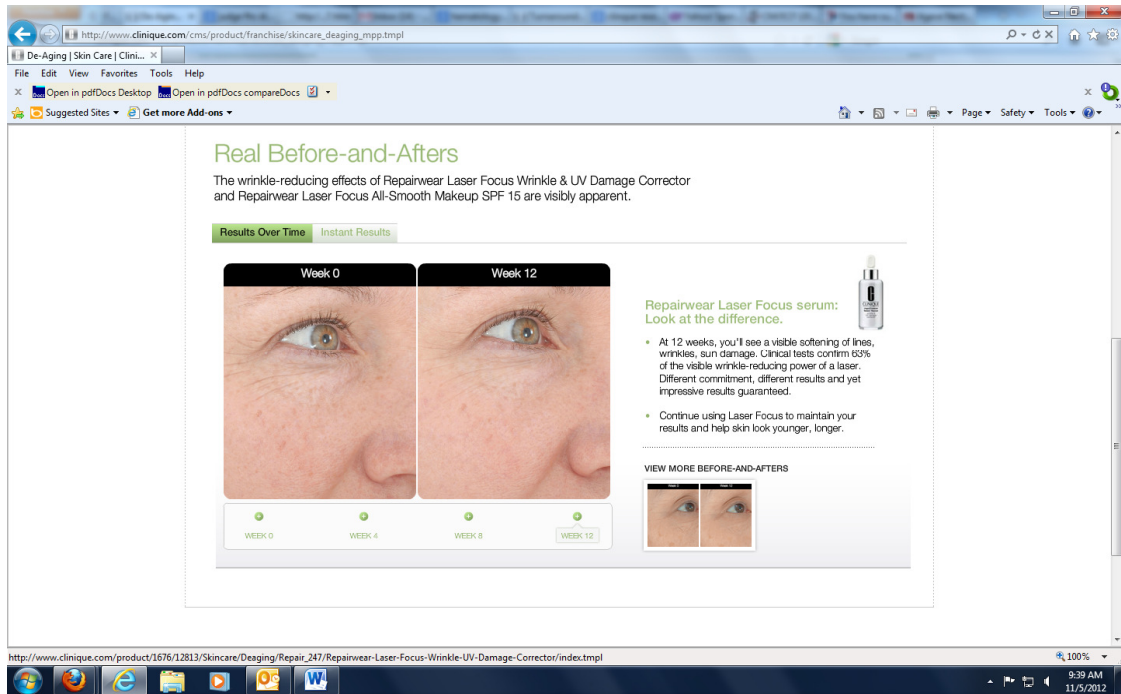 http://www.clinique.com/cms/product/franchise/skincare_deaging_mpp.tmpl
De-Aging | Skin Care | Clini...
File Edit View Favorites Tools Help
Open in pdfDocs Desktop Open in pdfDocs compareDocs
Suggested Sites Get more Add-ons Page Safety Tools
Real Before-and-Afters
The wrinkle-reducing effects of Repairwear Laser Focus Wrinkle & UV Damage Corrector
and Repairwear Laser Focus All-Smooth Makeup SPF 15 are visibly apparent.
Results Over Time Instant Results
Week 0 Week 12
Repairwear Laser Focus serum:
Look at the difference.
• At 12 weeks, you'll see a visible softening of lines,
wrinkles, sun damage. Clinical tests confirm 63%
of the visible wrinkle-reducing power of a laser.
Different commitment, different results and yet
impressive results guaranteed.
• Continue using Laser Focus to maintain your
results and help skin look younger, longer.
VIEW MORE BEFORE-AND-AFTERS
WEEK 0 WEEK 4 WEEK 8 WEEK 12
http://www.clinique.com/product/1676/12813/Skincare/Deaging/Repair_247/Repairwear-Laser-Focus-Wrinkle-UV-Damage-Corrector/index.tmpl
100%
9:39 AM
11/5/2012